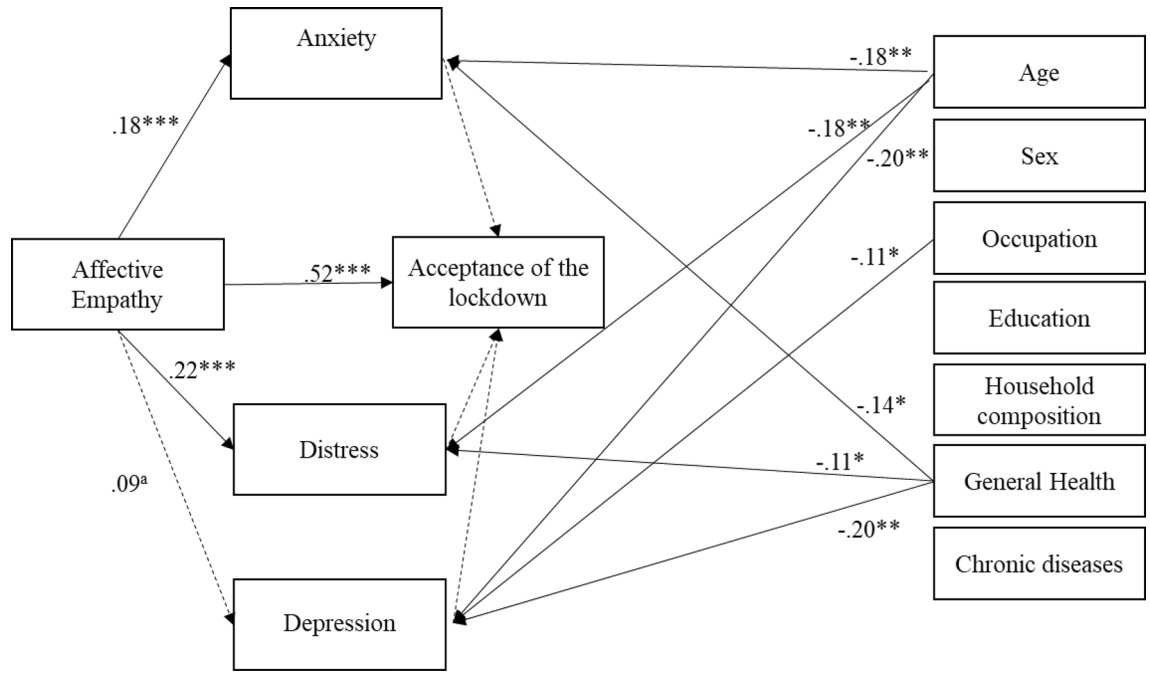 Anxiety
-.18**
Age
.18***
-.18**
-.20**
Sex
Affective
Empathy
.52***
Acceptance of the
lockdown
-.11*
Occupation
Education
.22***
Household
composition
-.14*
Distress
-.11*
General Health
.09ᵃ
-.20**
Chronic diseases
Depression